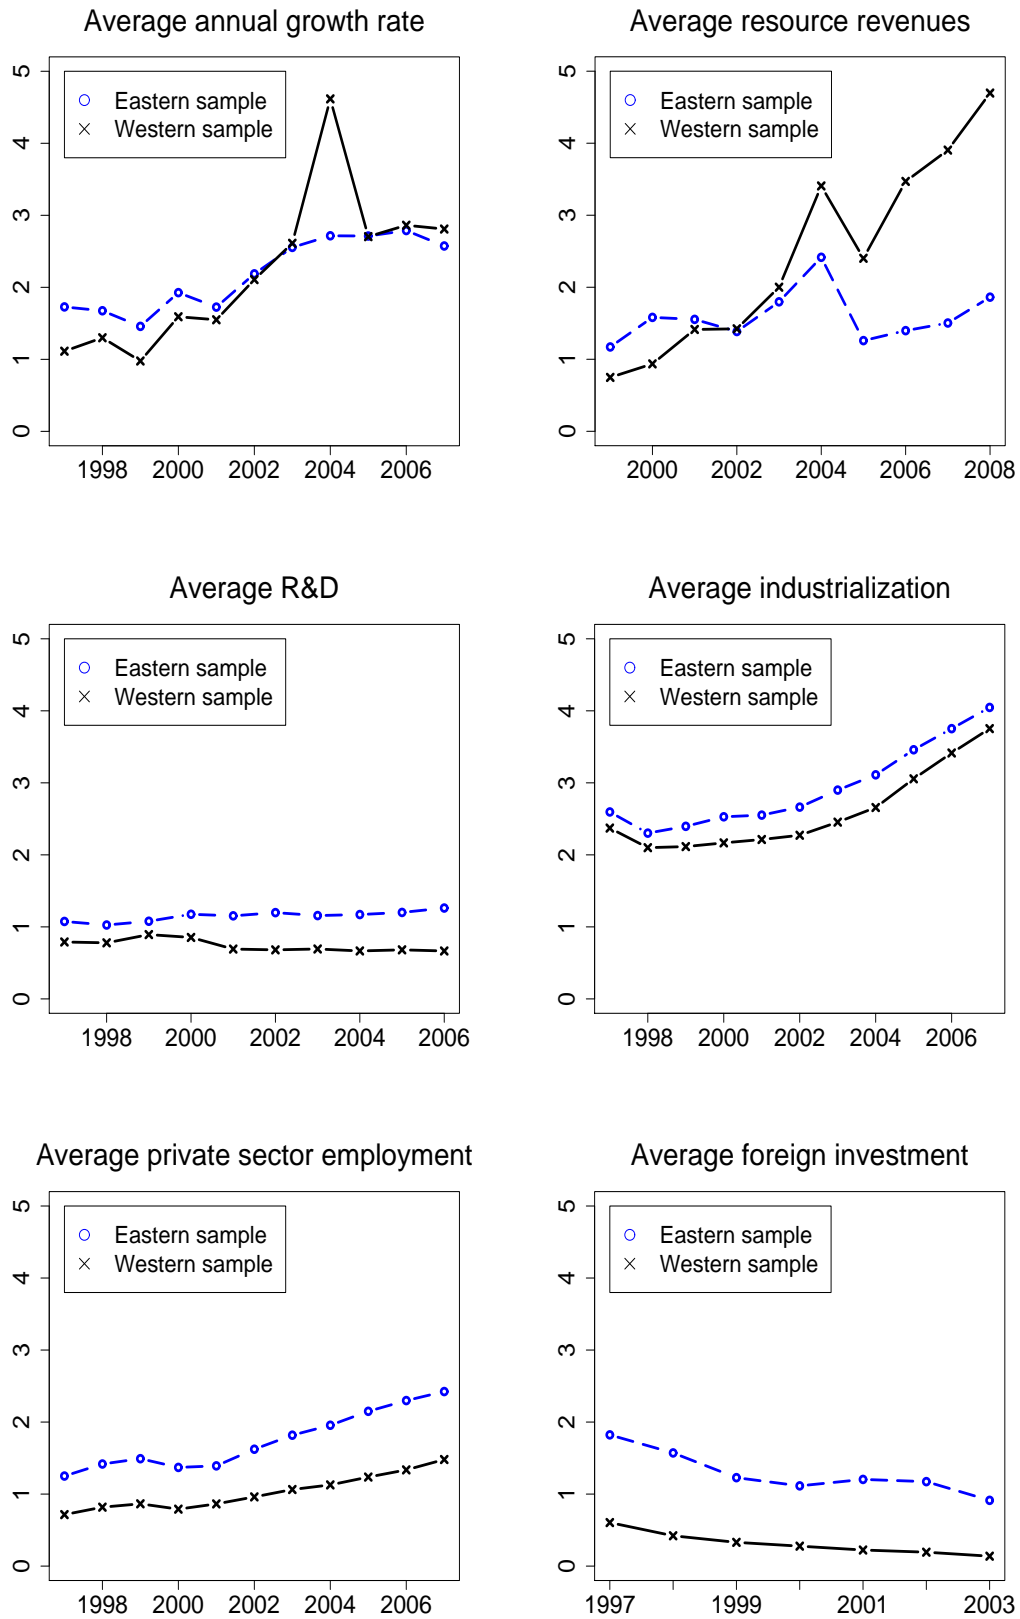 Average annual growth rate
Eastern sample
Western sample
0 1 2 3 4 5
1998 2000 2002 2004 2006
Average resource revenues
Eastern sample
Western sample
0 1 2 3 4 5
2000 2002 2004 2006 2008
Average R&D
Eastern sample
Western sample
0 1 2 3 4 5
1998 2000 2002 2004 2006
Average industrialization
Eastern sample
Western sample
0 1 2 3 4 5
1998 2000 2002 2004 2006
Average private sector employment
Eastern sample
Western sample
0 1 2 3 4 5
1998 2000 2002 2004 2006
Average foreign investment
Eastern sample
Western sample
0 1 2 3 4 5
1997 1999 2001 2003